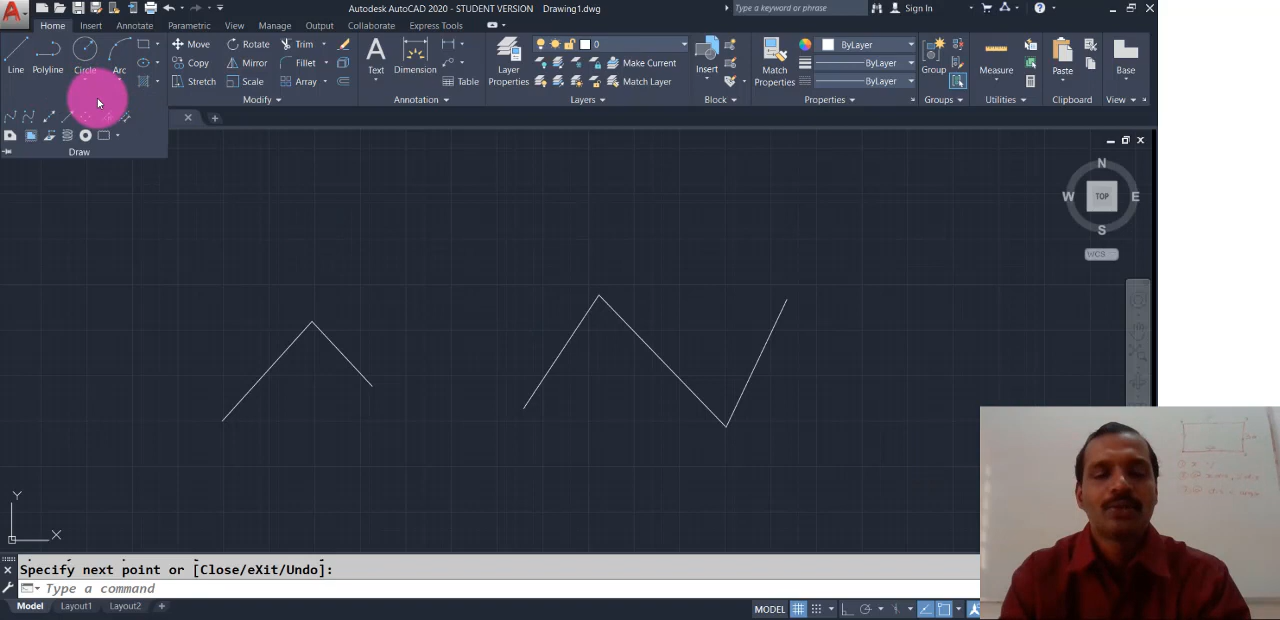 Autodesk AutoCAD 2020 - STUDENT VERSION Drawing1.dwg
Type a keyword or phrase
Sign In
Home Insert Annotate Parametric View Manage Output Collaborate Express Tools
Line Polyline Circle Arc
Move Rotate Trim
Copy Mirror Fillet
Stretch Scale Array
Modify
Text Dimension
Table
Annotation
Layer
Properties
0
Make Current
Match Layer
Layers
Insert
Block
Match
Properties
ByLayer
ByLayer
ByLayer
Properties
Group
Groups
Measure
Utilities
Paste
Clipboard
Base
View
Draw
N
W TOP E
S
WCS
Y
X
Specify next point or [Close/eXit/Undo]:
Type a command
Model Layout1 Layout2
MODEL